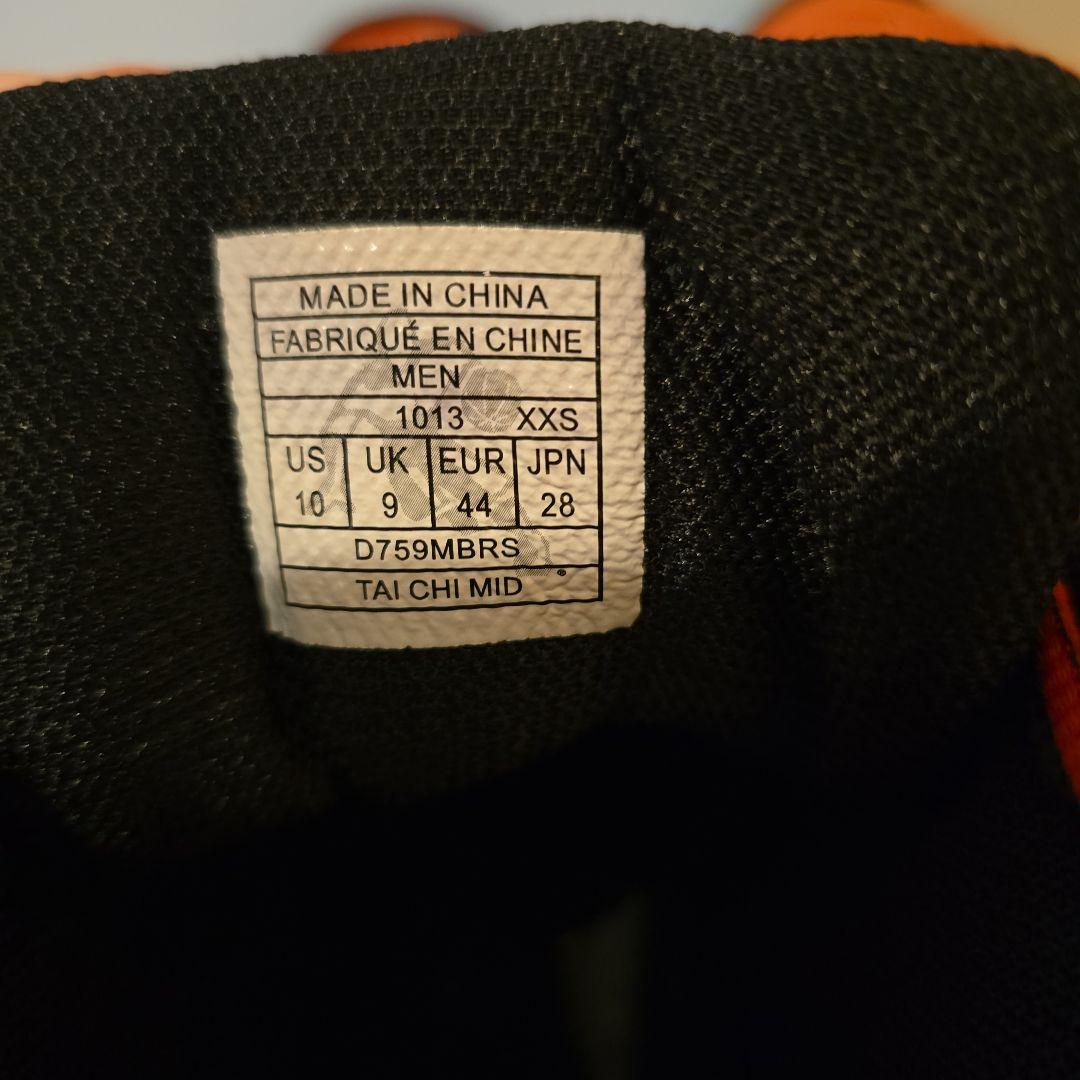 MADE IN CHINA
FABRIQUÉ EN CHINE
MEN
1013 XXS
US UK EUR JPN
10 9 44 28
D759MBRS
TAI CHI MID